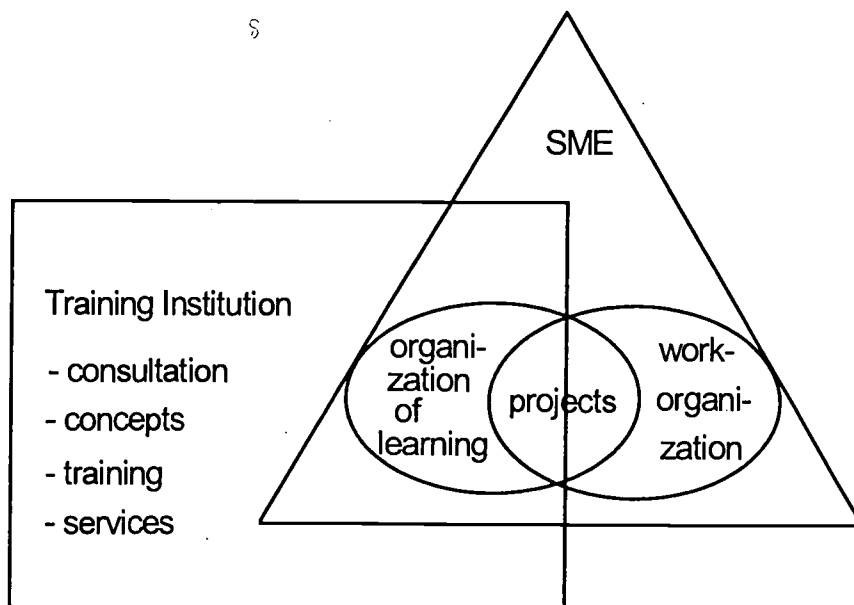 SME
Training Institution
- consultation
- concepts
- training
- services
organi-
zation
of
learning
projects
work-
organi-
zation